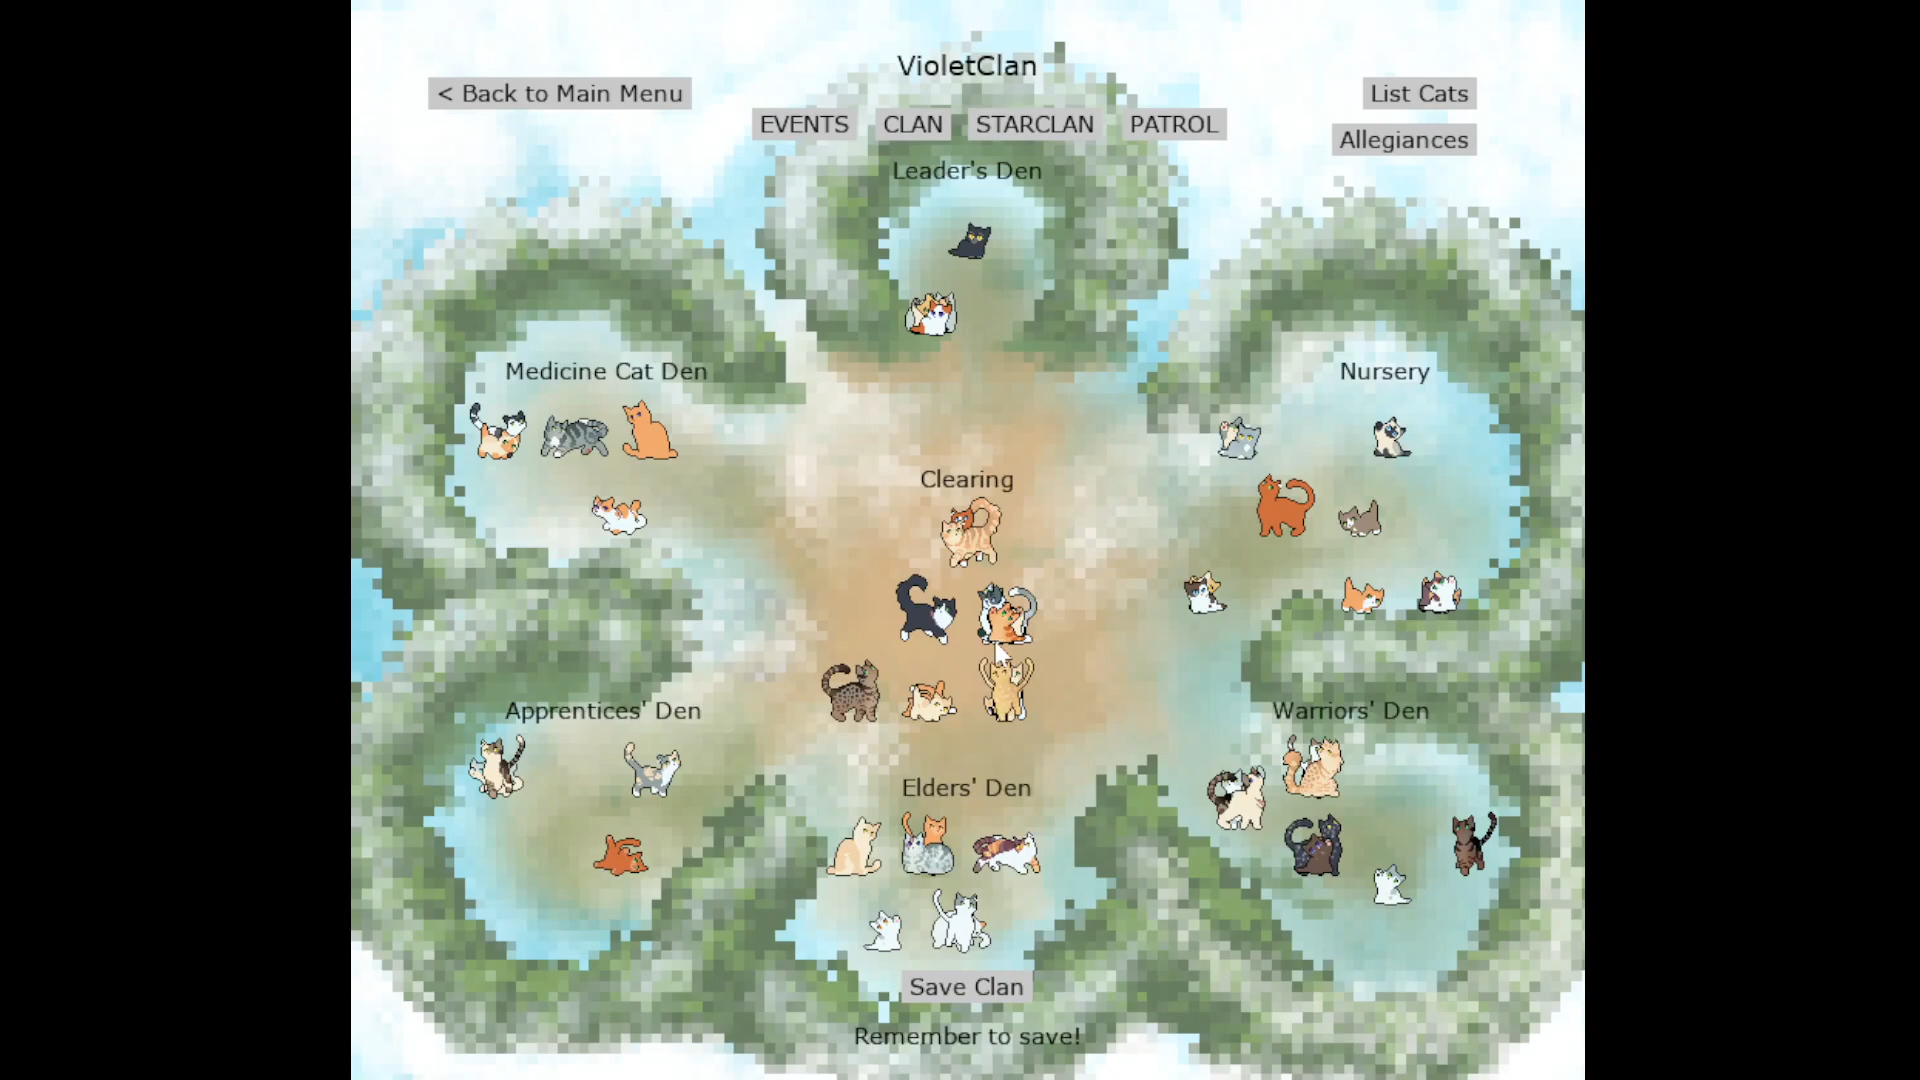 VioletClan
< Back to Main Menu
List Cats
EVENTS
CLAN
STARCLAN
PATROL
Allegiances
Leader's Den
Medicine Cat Den
Nursery
Clearing
Apprentices' Den
Warriors' Den
Elders' Den
Save Clan
Remember to save!